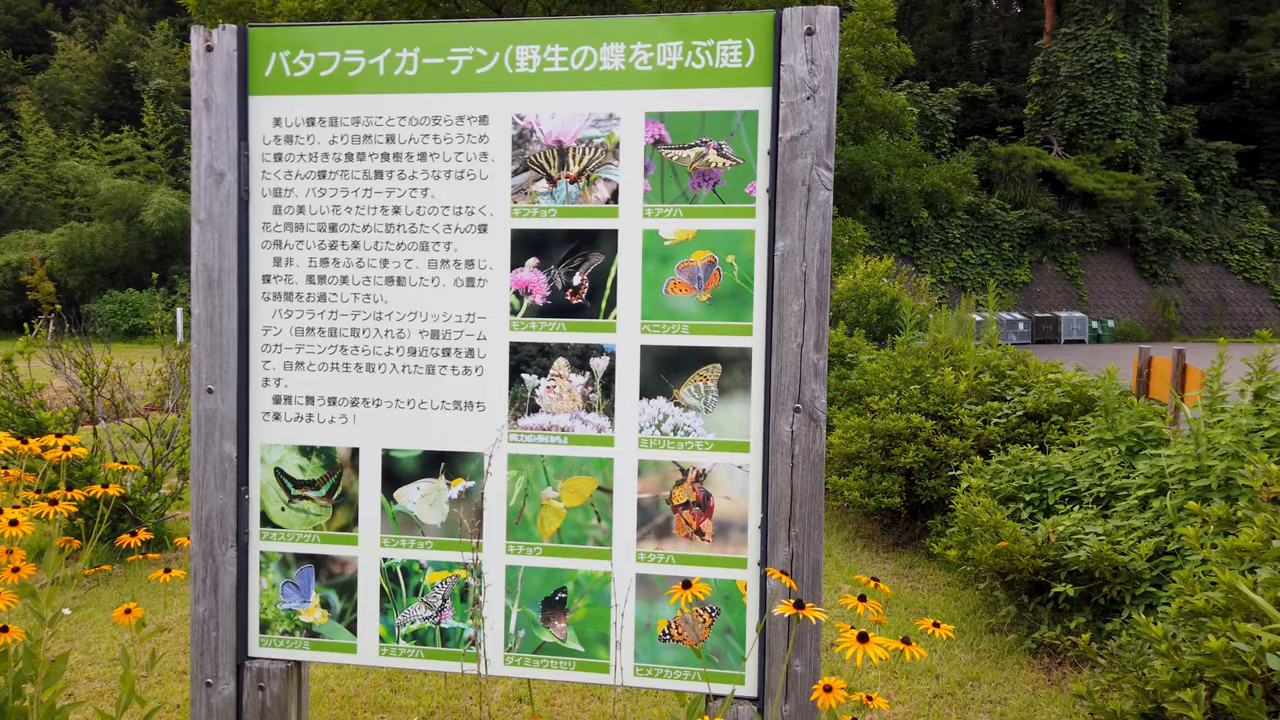 バタフライガーデン(野生の蝶を呼ぶ庭)
美しい蝶を庭に呼ぶことで心の安らぎや癒
しを得たり、より自然に親しんでもらうため
に蝶の大好きな食草や食樹を増やしていき、
たくさんの蝶が花に乱舞するようなすばらし
い庭が、バタフライガーデンです。
庭の美しい花々だけを楽しむのではなく、
花と同時に吸蜜のために訪れるたくさんの蝶
の飛んでいる姿も楽しむための庭です。
是非、五感をふるに使って、自然を感じ、
蝶や花、風景の美しさに感動したり、心豊か
な時間をお過ごし下さい。
バタフライガーデンはイングリッシュガー
デン（自然を庭に取り入れる）や最近ブーム
のガーデニングをさらにより身近な蝶を通し
て、自然との共生を取り入れた庭でもあり
ます。
優雅に舞う蝶の姿をゆったりとした気持ち
で楽しみましょう！
ギフチョウ
キアゲハ
モンキアゲハ
ベニシジミ
ミドリヒョウモン
アオスジアゲハ
モンキチョウ
キチョウ
キタテハ
ツバメシジミ
ナミアゲハ
ダイミョウセセリ
ヒメアカタテハ